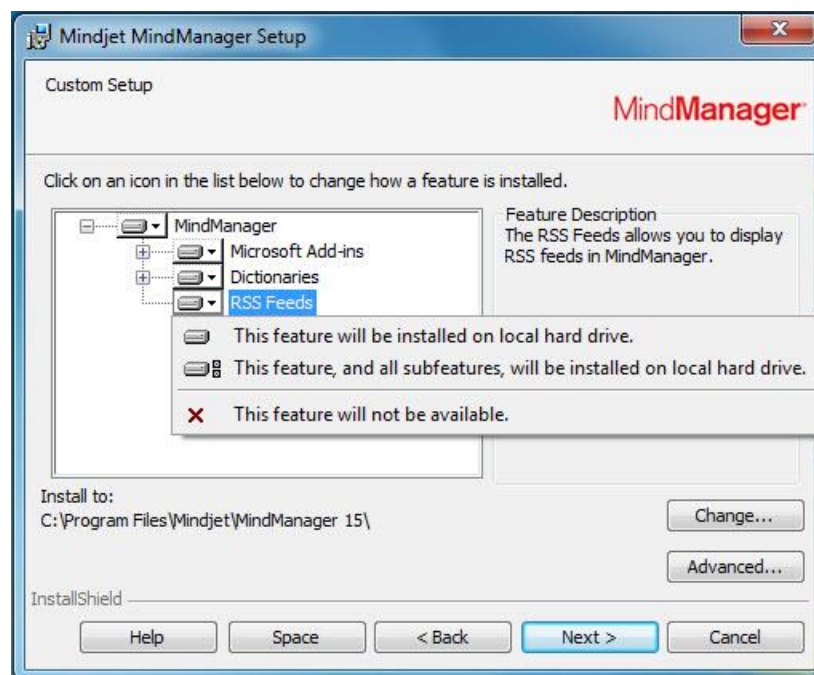 Mindjet MindManager Setup
Custom Setup
MindManager
Click on an icon in the list below to change how a feature is installed.
MindManager
Microsoft Add-ins
Dictionaries
RSS Feeds
Feature Description
The RSS Feeds allows you to display
RSS feeds in MindManager.
This feature will be installed on local hard drive.
This feature, and all subfeatures, will be installed on local hard drive.
This feature will not be available.
Install to:
C:\Program Files\Mindjet\MindManager 15\
Change...
Advanced...
InstallShield
Help
Space
< Back
Next >
Cancel